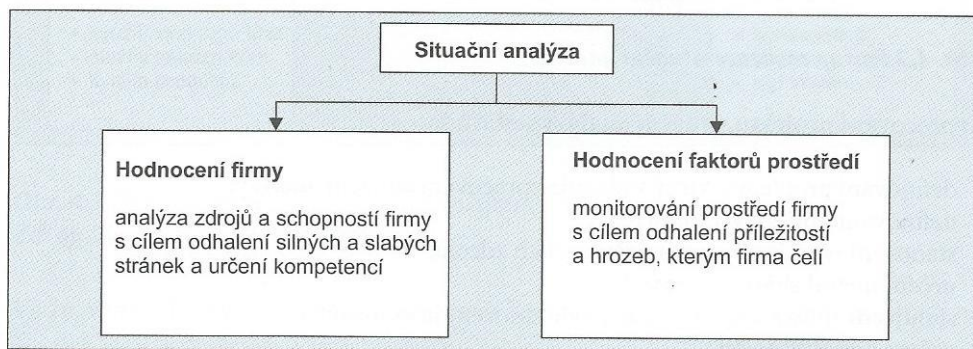 Situační analýza
Hodnocení firmy
analýza zdrojů a schopností firmy
s cílem odhalení silných a slabých
stránek a určení kompetencí
Hodnocení faktorů prostředí
monitorování prostředí firmy
s cílem odhalení příležitostí
a hrozeb, kterým firma čelí